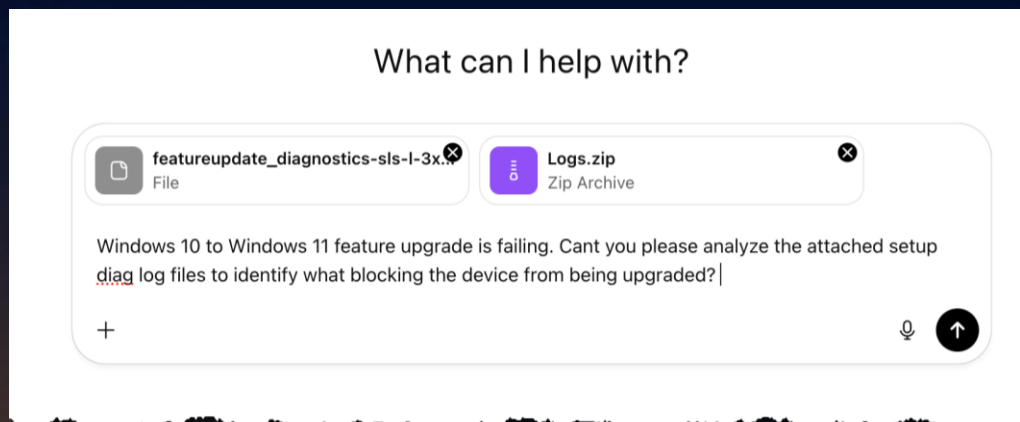 What can I help with?
featureupdate_diagnostics-sls-l-3x...
File
Logs.zip
Zip Archive
Windows 10 to Windows 11 feature upgrade is failing. Cant you please analyze the attached setup
diag log files to identify what blocking the device from being upgraded?